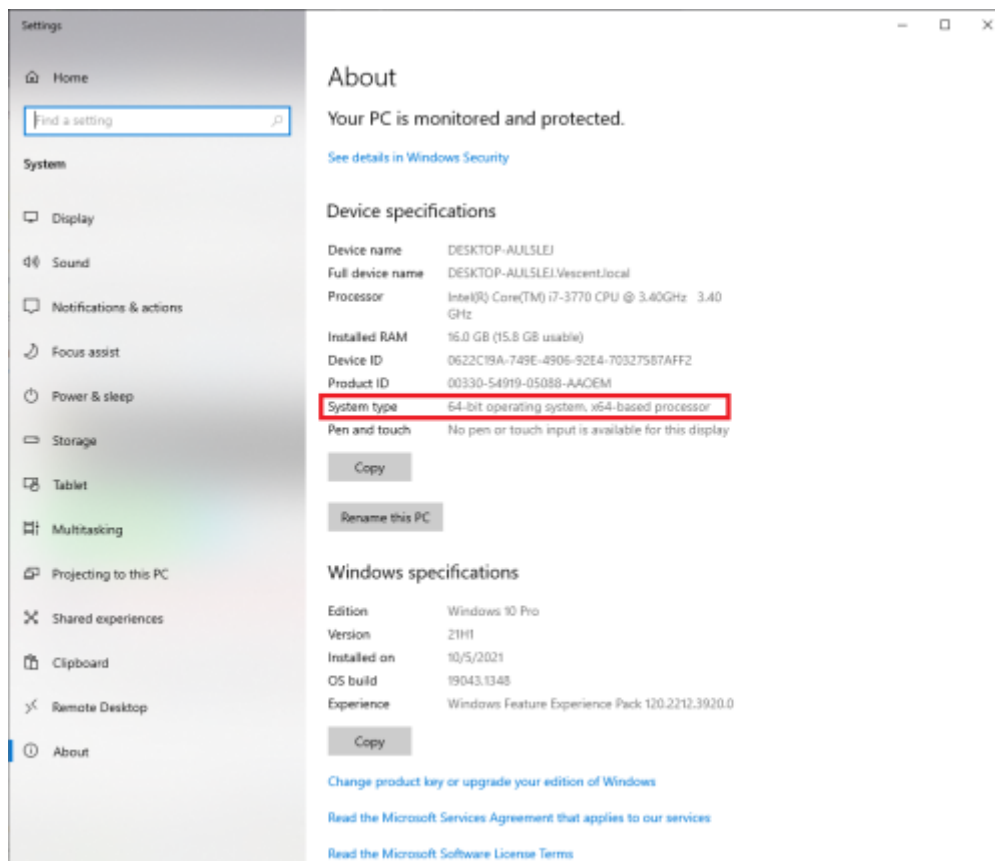 Settings
Home
Find a setting
System
Display
Sound
Notifications & actions
Focus assist
Power & sleep
Storage
Tablet
Multitasking
Projecting to this PC
Shared experiences
Clipboard
Remote Desktop
About
About
Your PC is monitored and protected.
See details in Windows Security
Device specifications
Device name DESKTOP-AUL5LEJ
Full device name DESKTOP-AUL5LEJ.Vescent.local
Processor Intel(R) Core(TM) i7-3770 CPU @ 3.40GHz 3.40
GHz
Installed RAM 16.0 GB (15.8 GB usable)
Device ID 0622C19A-749E-4906-92E4-70327587AFF2
Product ID 00330-54919-05088-AAOEM
System type 64-bit operating system, x64-based processor
Pen and touch No pen or touch input is available for this display
Copy
Rename this PC
Windows specifications
Edition Windows 10 Pro
Version 21H1
Installed on 10/5/2021
OS build 19043.1348
Experience Windows Feature Experience Pack 120.2212.3920.0
Copy
Change product key or upgrade your edition of Windows
Read the Microsoft Services Agreement that applies to our services
Read the Microsoft Software License Terms